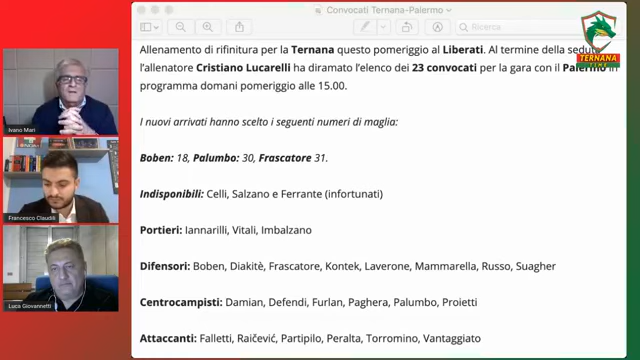 Convocati Ternana-Palermo
Ricerca
TERNANA
TIME
Allenamento di rifinitura per la Ternana questo pomeriggio al Liberati. Al termine della seduta
l'allenatore Cristiano Lucarelli ha diramato l'elenco dei 23 convocati per la gara con il Palermo in
programma domani pomeriggio alle 15.00.
I nuovi arrivati hanno scelto i seguenti numeri di maglia:
Boben: 18, Palumbo: 30, Frascatore 31.
Indisponibili: Celli, Salzano e Ferrante (infortunati)
Portieri: Iannarilli, Vitali, Imbalzano
Difensori: Boben, Diakitè, Frascatore, Kontek, Laverone, Mammarella, Russo, Suagher
Centrocampisti: Damian, Defendi, Furlan, Paghera, Palumbo, Proietti
Attaccanti: Falletti, Raičević, Partipilo, Peralta, Torromino, Vantaggiato
Ivano Mari
Francesco Claudili
Luca Giovannetti